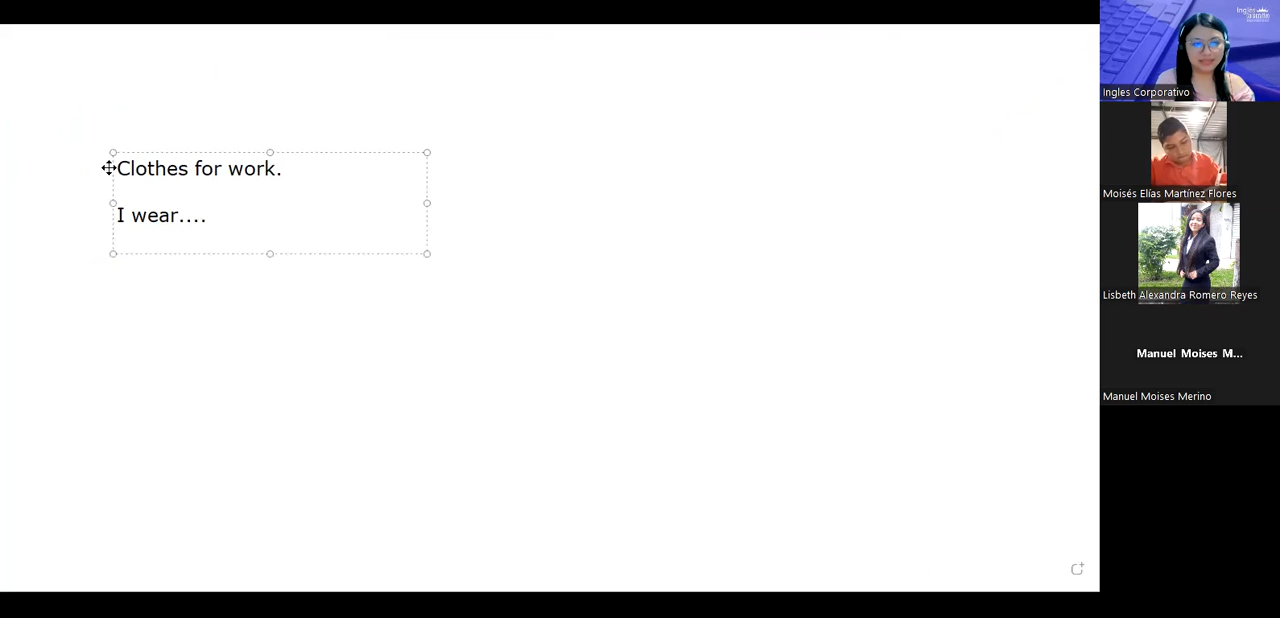 Clothes for work.
I wear....
Ingles
Ingles Corporativo
Moisés Elías Martínez Flores
Lisbeth Alexandra Romero Reyes
Manuel Moises M...
Manuel Moises Merino